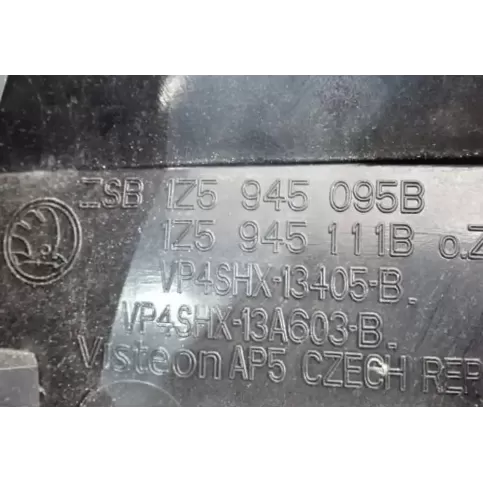 ZSB 1Z5 945 095B
1Z5 945 111B o.Z
VP4SHX-13405-B.
VP4SHX-13A603-B.
Visteon AP5 CZECH REP